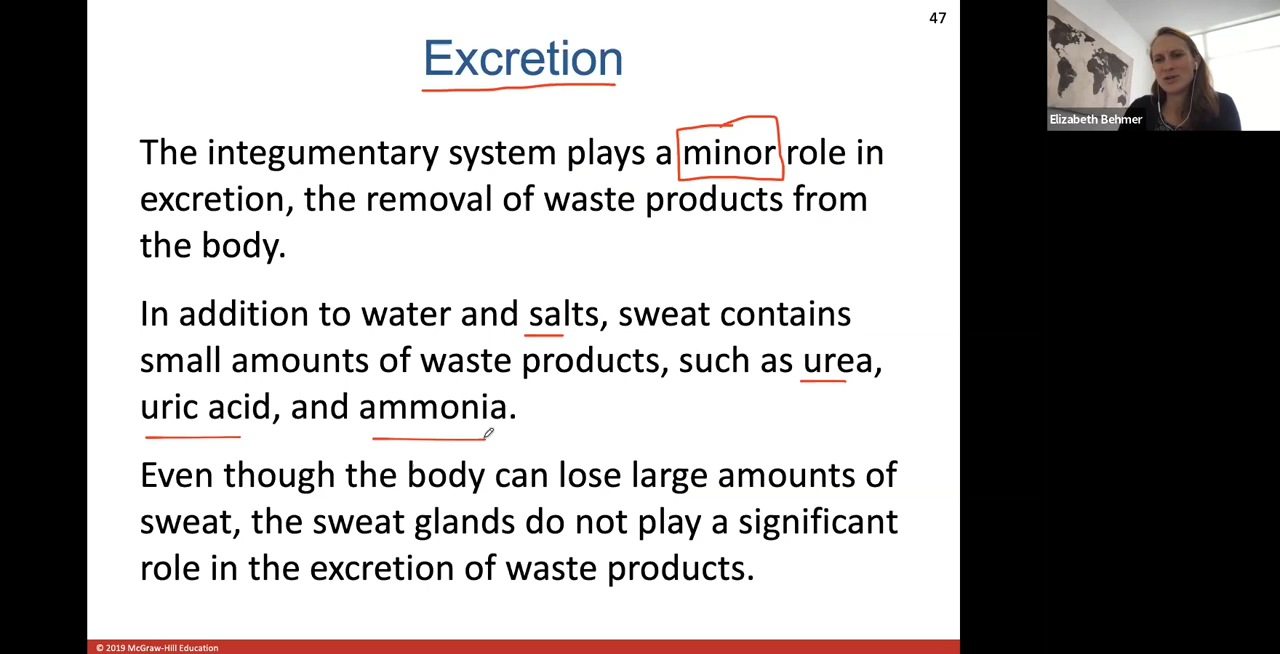 47
Excretion
The integumentary system plays a minor role in
excretion, the removal of waste products from
the body.
In addition to water and salts, sweat contains
small amounts of waste products, such as urea,
uric acid, and ammonia.
Even though the body can lose large amounts of
sweat, the sweat glands do not play a significant
role in the excretion of waste products.
© 2019 McGraw-Hill Education
Elizabeth Behmer